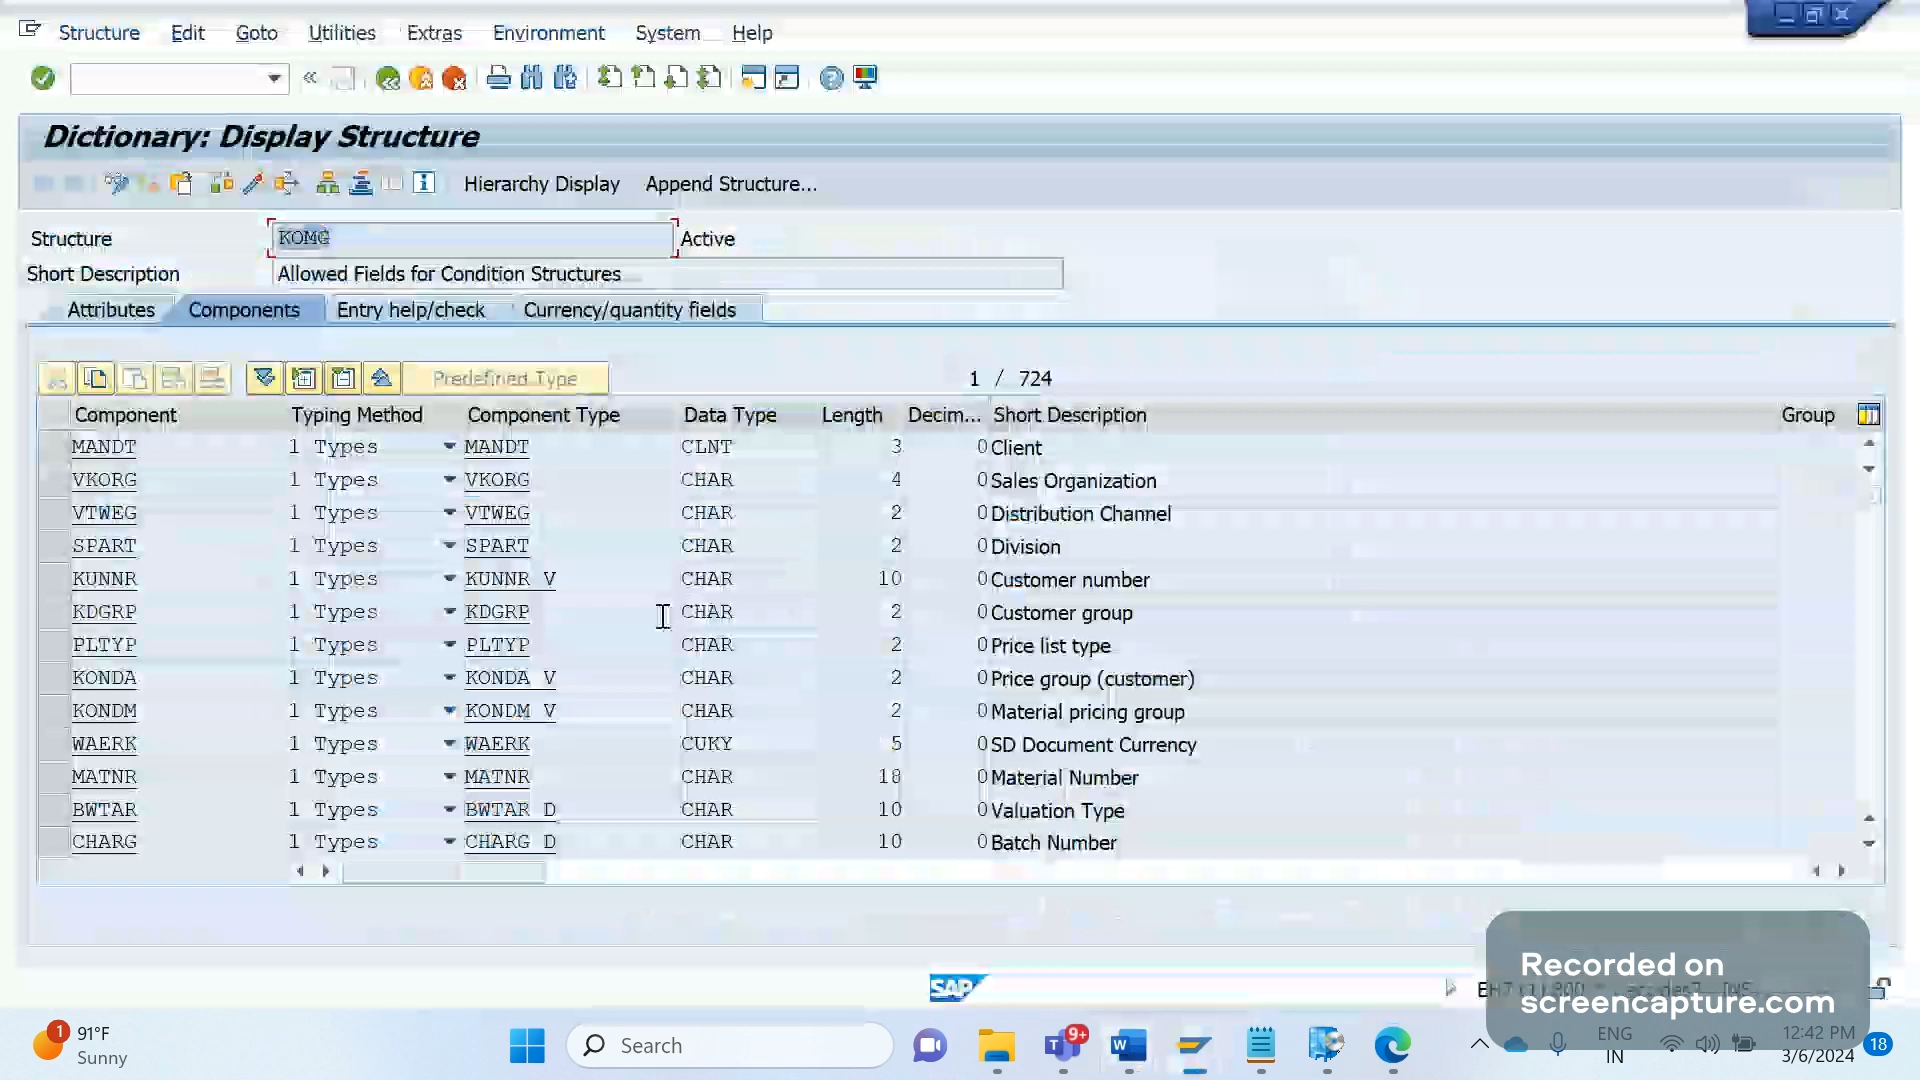 Structure Edit Goto Utilities Extras Environment System Help
Dictionary: Display Structure
Hierarchy Display Append Structure...
Structure KOMG Active
Short Description Allowed Fields for Condition Structures
Attributes Components Entry help/check Currency/quantity fields
Predefined Type 1 / 724
Component Typing Method Component Type Data Type Length Decim... Short Description Group
MANDT 1 Types MANDT CLNT 3 0 Client
VKORG 1 Types VKORG CHAR 4 0 Sales Organization
VTWEG 1 Types VTWEG CHAR 2 0 Distribution Channel
SPART 1 Types SPART CHAR 2 0 Division
KUNNR 1 Types KUNNR V CHAR 10 0 Customer number
KDGRP 1 Types KDGRP CHAR 2 0 Customer group
PLTYP 1 Types PLTYP CHAR 2 0 Price list type
KONDA 1 Types KONDA V CHAR 2 0 Price group (customer)
KONDM 1 Types KONDM V CHAR 2 0 Material pricing group
WAERK 1 Types WAERK CUKY 5 0 SD Document Currency
MATNR 1 Types MATNR CHAR 18 0 Material Number
BWTAR 1 Types BWTAR D CHAR 10 0 Valuation Type
CHARG 1 Types CHARG D CHAR 10 0 Batch Number
SAP
Recorded on
screencapture.com
1 91°F
Sunny
Search
9+
T
W
ENG
IN
12:42 PM
3/6/2024
18